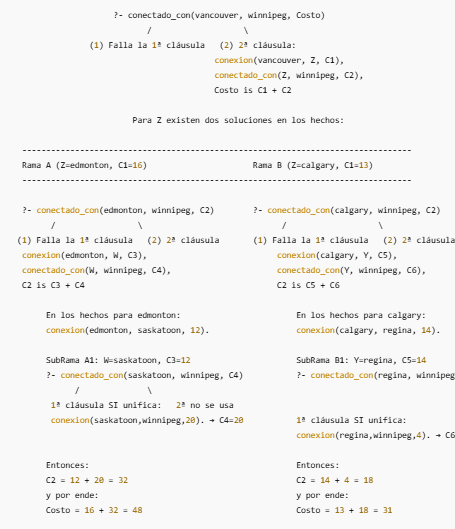 ?- conectado_con(vancouver, winnipeg, Costo)
/ \
(1) Falla la 1ª cláusula (2) 2ª cláusula:
conexion(vancouver, Z, C1),
conectado_con(Z, winnipeg, C2),
Costo is C1 + C2
Para Z existen dos soluciones en los hechos:
--------------------------------------------------------------------------------
Rama A (Z=edmonton, C1=16) Rama B (Z=calgary, C1=13)
--------------------------------------------------------------------------------
?- conectado_con(edmonton, winnipeg, C2) ?- conectado_con(calgary, winnipeg, C2)
/ \ / \
(1) Falla la 1ª cláusula (2) 2ª cláusula (1) Falla la 1ª cláusula (2) 2ª cláusula
conexion(edmonton, W, C3), conexion(calgary, Y, C5),
conectado_con(W, winnipeg, C4), conectado_con(Y, winnipeg, C6),
C2 is C3 + C4 C2 is C5 + C6
En los hechos para edmonton: En los hechos para calgary:
conexion(edmonton, saskatoon, 12). conexion(calgary, regina, 14).
SubRama A1: W=saskatoon, C3=12 SubRama B1: Y=regina, C5=14
?- conectado_con(saskatoon, winnipeg, C4) ?- conectado_con(regina, winnipeg
/ \
1ª cláusula SI unifica: 2ª no se usa
conexion(saskatoon,winnipeg,20). → C4=20 1ª cláusula SI unifica:
conexion(regina,winnipeg,4). → C6
Entonces: Entonces:
C2 = 12 + 20 = 32 C2 = 14 + 4 = 18
y por ende: y por ende:
Costo = 16 + 32 = 48 Costo = 13 + 18 = 31